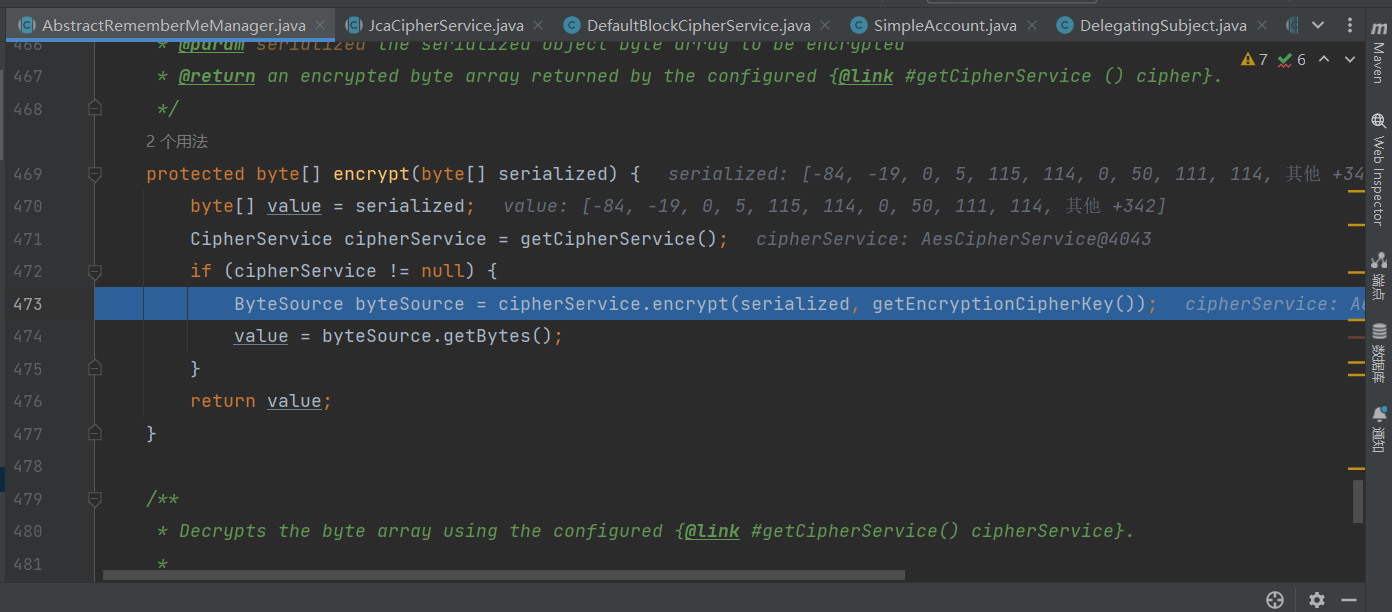 AbstractRememberMeManager.java JcaCipherService.java DefaultBlockCipherService.java SimpleAccount.java DelegatingSubject.java
466 * @param serialized the serialized object byte array to be encrypted
7 6
467 * @return an encrypted byte array returned by the configured {@link #getCipherService () cipher}.
468 */
2 个用法
469 protected byte[] encrypt(byte[] serialized) { serialized: [-84, -19, 0, 5, 115, 114, 0, 50, 111, 114, 其他 +34
470 byte[] value = serialized; value: [-84, -19, 0, 5, 115, 114, 0, 50, 111, 114, 其他 +342]
471 CipherService cipherService = getCipherService(); cipherService: AesCipherService@4043
472 if (cipherService != null) {
473 ByteSource byteSource = cipherService.encrypt(serialized, getEncryptionCipherKey()); cipherService: Ae
474 value = byteSource.getBytes();
475 }
476 return value;
477 }
478
479 /**
480 * Decrypts the byte array using the configured {@link #getCipherService() cipherService}.
481 *
m
Maven
Web Inspector
端点
数据库
通知